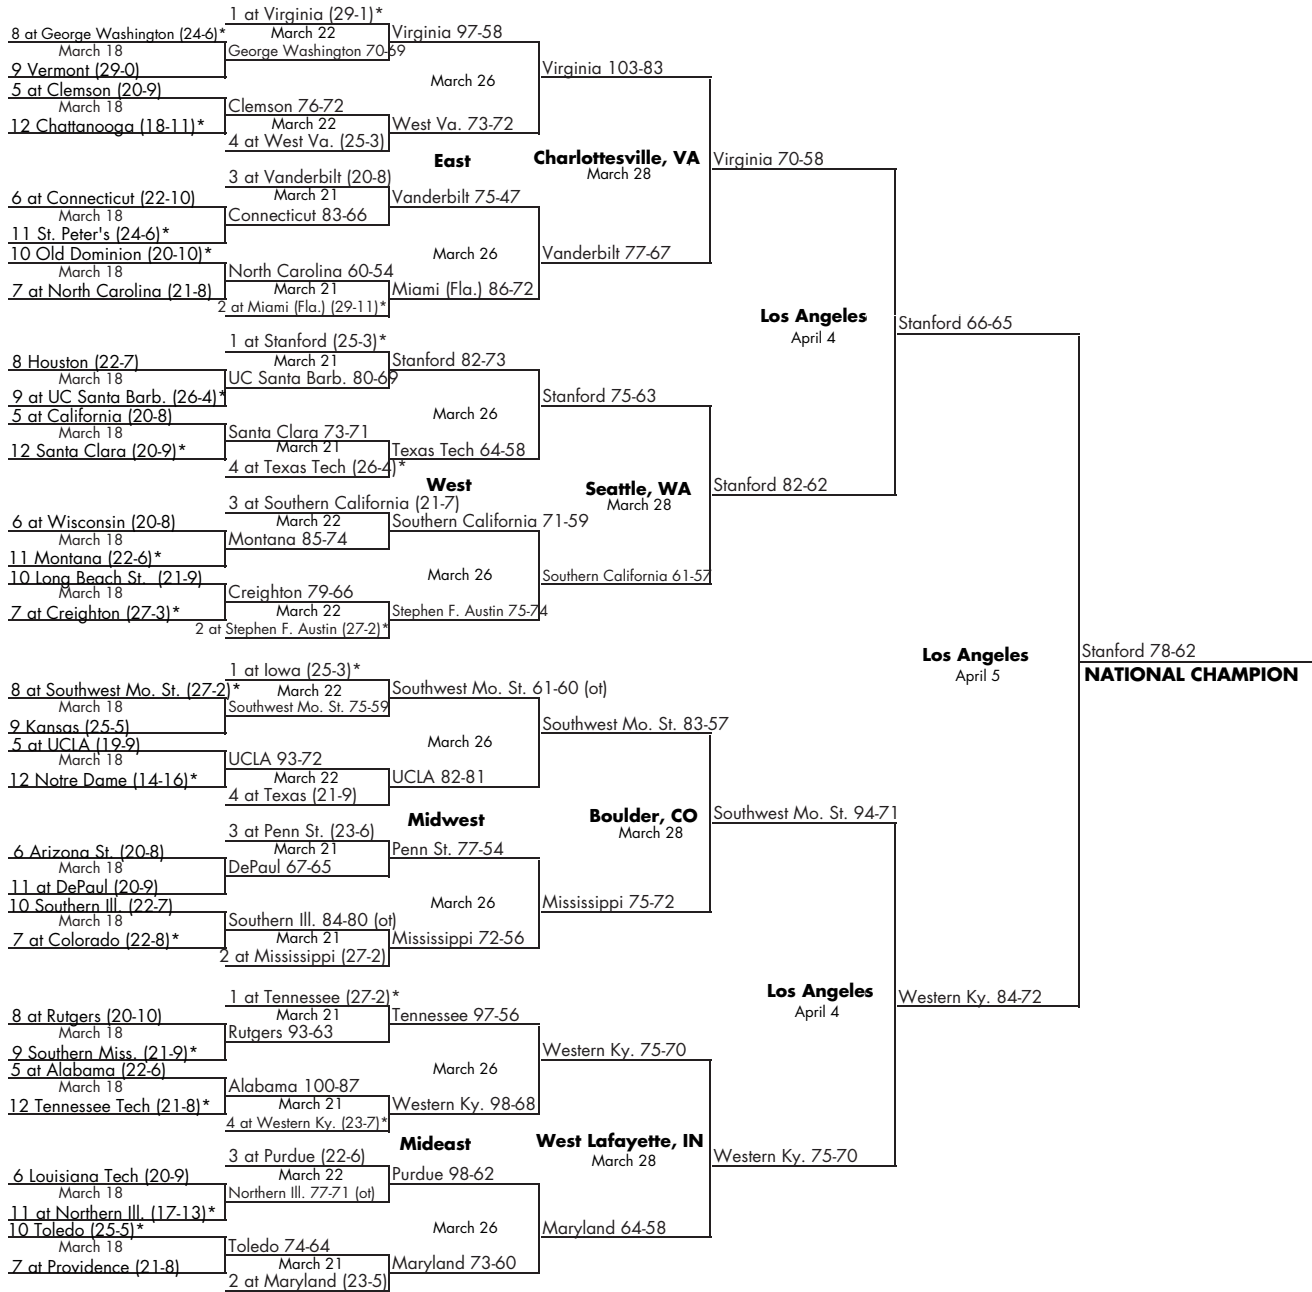 1 at Virginia (29-1)*
8 at George Washington (24-6)*
March 18
9 Vermont (29-0)
March 22
George Washington 70-69
Virginia 97-58
5 at Clemson (20-9)
March 18
12 Chattanooga (18-11)*
Clemson 76-72
March 22
4 at West Va. (25-3)
West Va. 73-72
March 26
Virginia 103-83
East
Charlottesville, VA
March 28
Virginia 70-58
3 at Vanderbilt (20-8)
6 at Connecticut (22-10)
March 18
11 St. Peter's (24-6)*
March 21
Connecticut 83-66
Vanderbilt 75-47
10 Old Dominion (20-10)*
March 18
7 at North Carolina (21-8)
North Carolina 60-54
March 21
2 at Miami (Fla.) (29-11)*
Miami (Fla.) 86-72
March 26
Vanderbilt 77-67
Los Angeles
April 4
Stanford 66-65
1 at Stanford (25-3)*
8 Houston (22-7)
March 18
9 at UC Santa Barb. (26-4)*
March 21
UC Santa Barb. 80-69
Stanford 82-73
5 at California (20-8)
March 18
12 Santa Clara (20-9)*
Santa Clara 73-71
March 21
4 at Texas Tech (26-4)*
Texas Tech 64-58
March 26
Stanford 75-63
West
Seattle, WA
March 28
Stanford 82-62
3 at Southern California (21-7)
6 at Wisconsin (20-8)
March 18
11 Montana (22-6)*
March 22
Montana 85-74
Southern California 71-59
10 Long Beach St. (21-9)
March 18
7 at Creighton (27-3)*
Creighton 79-66
March 22
2 at Stephen F. Austin (27-2)*
Stephen F. Austin 75-74
March 26
Southern California 61-57
Los Angeles
April 5
Stanford 78-62
NATIONAL CHAMPION
1 at Iowa (25-3)*
8 at Southwest Mo. St. (27-2)*
March 18
9 Kansas (25-5)
March 22
Southwest Mo. St. 75-59
Southwest Mo. St. 61-60 (ot)
5 at UCLA (19-9)
March 18
12 Notre Dame (14-16)*
UCLA 93-72
March 22
4 at Texas (21-9)
UCLA 82-81
March 26
Southwest Mo. St. 83-57
Midwest
Boulder, CO
March 28
Southwest Mo. St. 94-71
3 at Penn St. (23-6)
6 Arizona St. (20-8)
March 18
11 at DePaul (20-9)
March 21
DePaul 67-65
Penn St. 77-54
10 Southern Ill. (22-7)
March 18
7 at Colorado (22-8)*
Southern Ill. 84-80 (ot)
March 21
2 at Mississippi (27-2)
Mississippi 72-56
March 26
Mississippi 75-72
Los Angeles
April 4
Western Ky. 84-72
1 at Tennessee (27-2)*
8 at Rutgers (20-10)
March 18
9 Southern Miss. (21-9)*
March 21
Rutgers 93-63
Tennessee 97-56
5 at Alabama (22-6)
March 18
12 Tennessee Tech (21-8)*
Alabama 100-87
March 21
4 at Western Ky. (23-7)*
Western Ky. 98-68
March 26
Western Ky. 75-70
Mideast
West Lafayette, IN
March 28
Western Ky. 75-70
3 at Purdue (22-6)
6 Louisiana Tech (20-9)
March 18
11 at Northern Ill. (17-13)*
March 22
Northern Ill. 77-71 (ot)
Purdue 98-62
10 Toledo (25-5)*
March 18
7 at Providence (21-8)
Toledo 74-64
March 21
2 at Maryland (23-5)
Maryland 73-60
March 26
Maryland 64-58